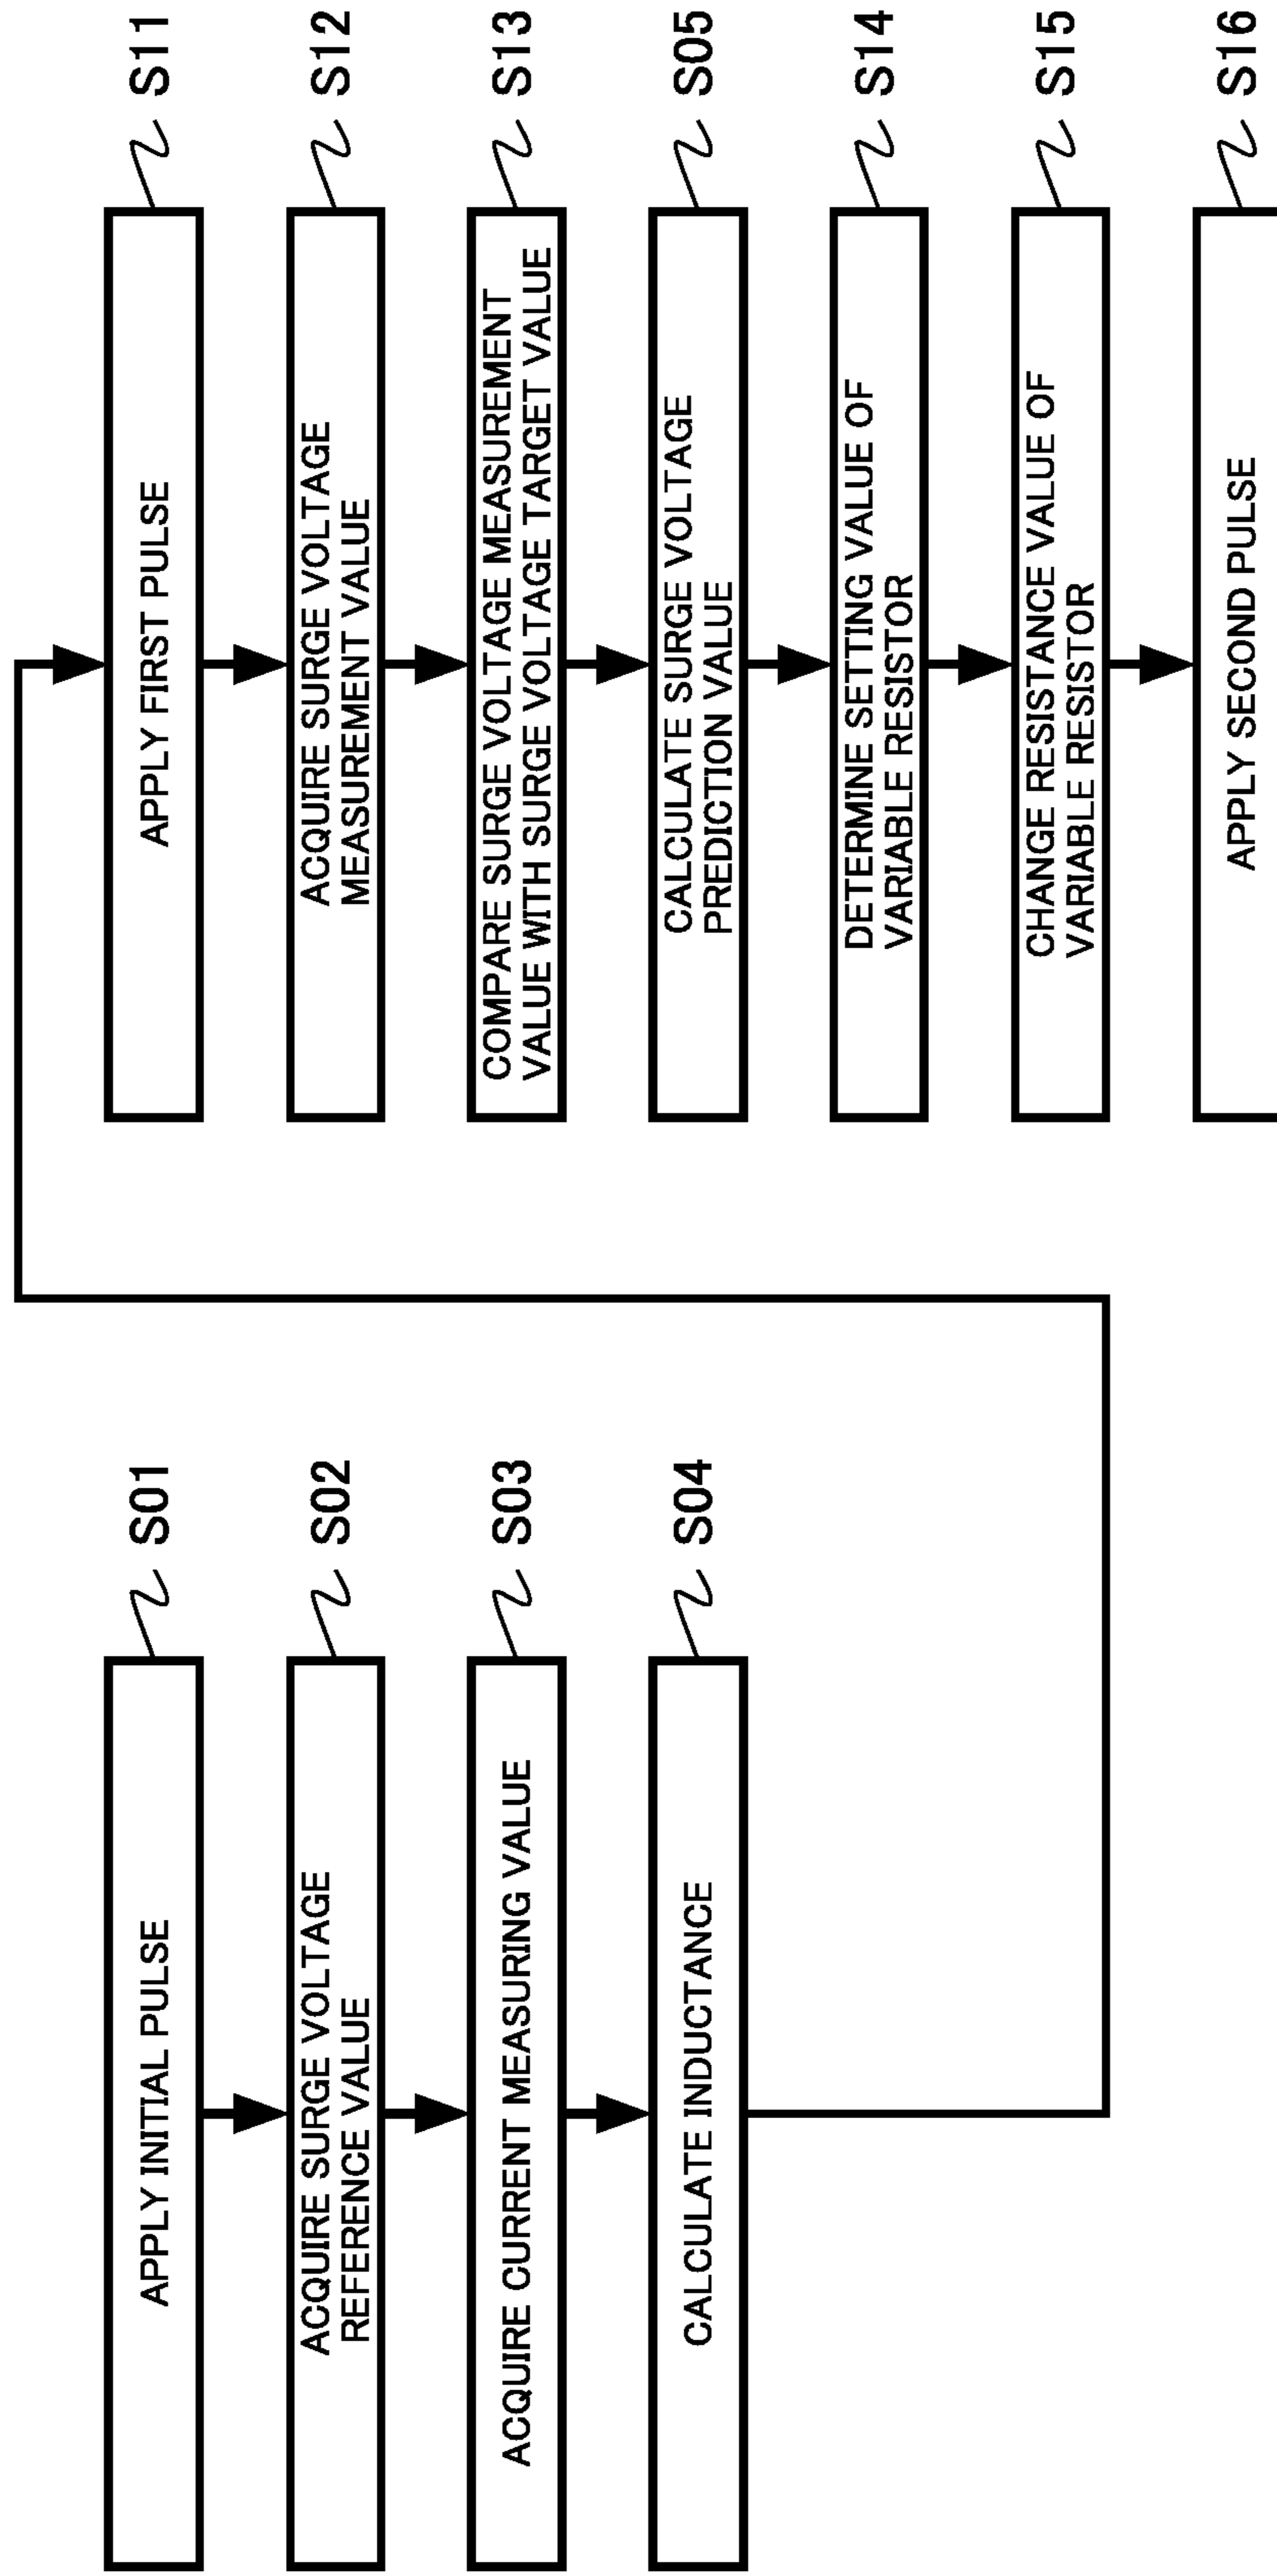 APPLY INITIAL PULSE
S01
ACQUIRE SURGE VOLTAGE
REFERENCE VALUE
S02
ACQUIRE CURRENT MEASURING VALUE
S03
CALCULATE INDUCTANCE
S04
APPLY FIRST PULSE
S11
ACQUIRE SURGE VOLTAGE
MEASUREMENT VALUE
S12
COMPARE SURGE VOLTAGE MEASUREMENT
VALUE WITH SURGE VOLTAGE TARGET VALUE
S13
CALCULATE SURGE VOLTAGE
PREDICTION VALUE
S05
DETERMINE SETTING VALUE OF
VARIABLE RESISTOR
S14
CHANGE RESISTANCE VALUE OF
VARIABLE RESISTOR
S15
APPLY SECOND PULSE
S16